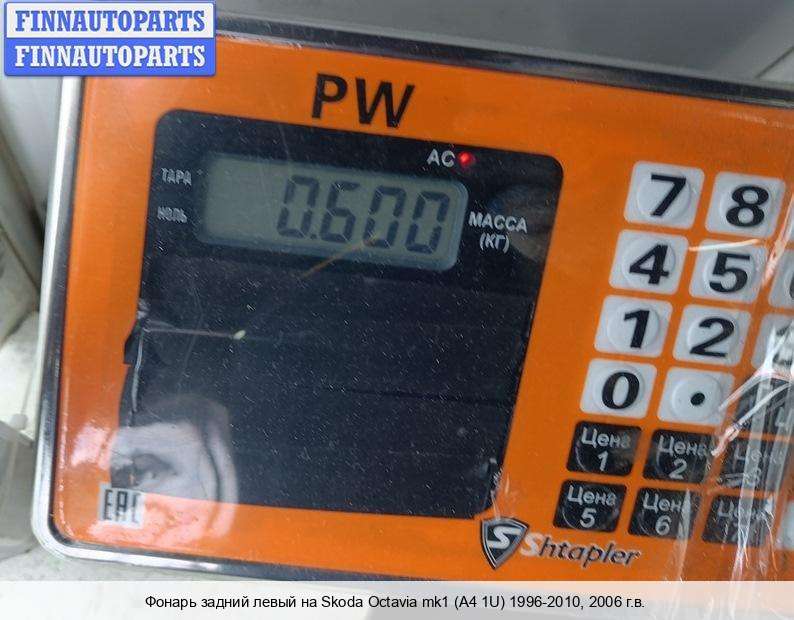 FINNAUTOPARTS
FINNAUTOPARTS
PW
AC
ТАРА
НОЛЬ
0.600
МАССА
(КГ)
7 8
4 5
1 2
0 .
Цена 1
Цена 2
Цена 5
Цена 6
EAC
S Shtapler
Фонарь задний левый на Skoda Octavia mk1 (A4 1U) 1996-2010, 2006 г.в.